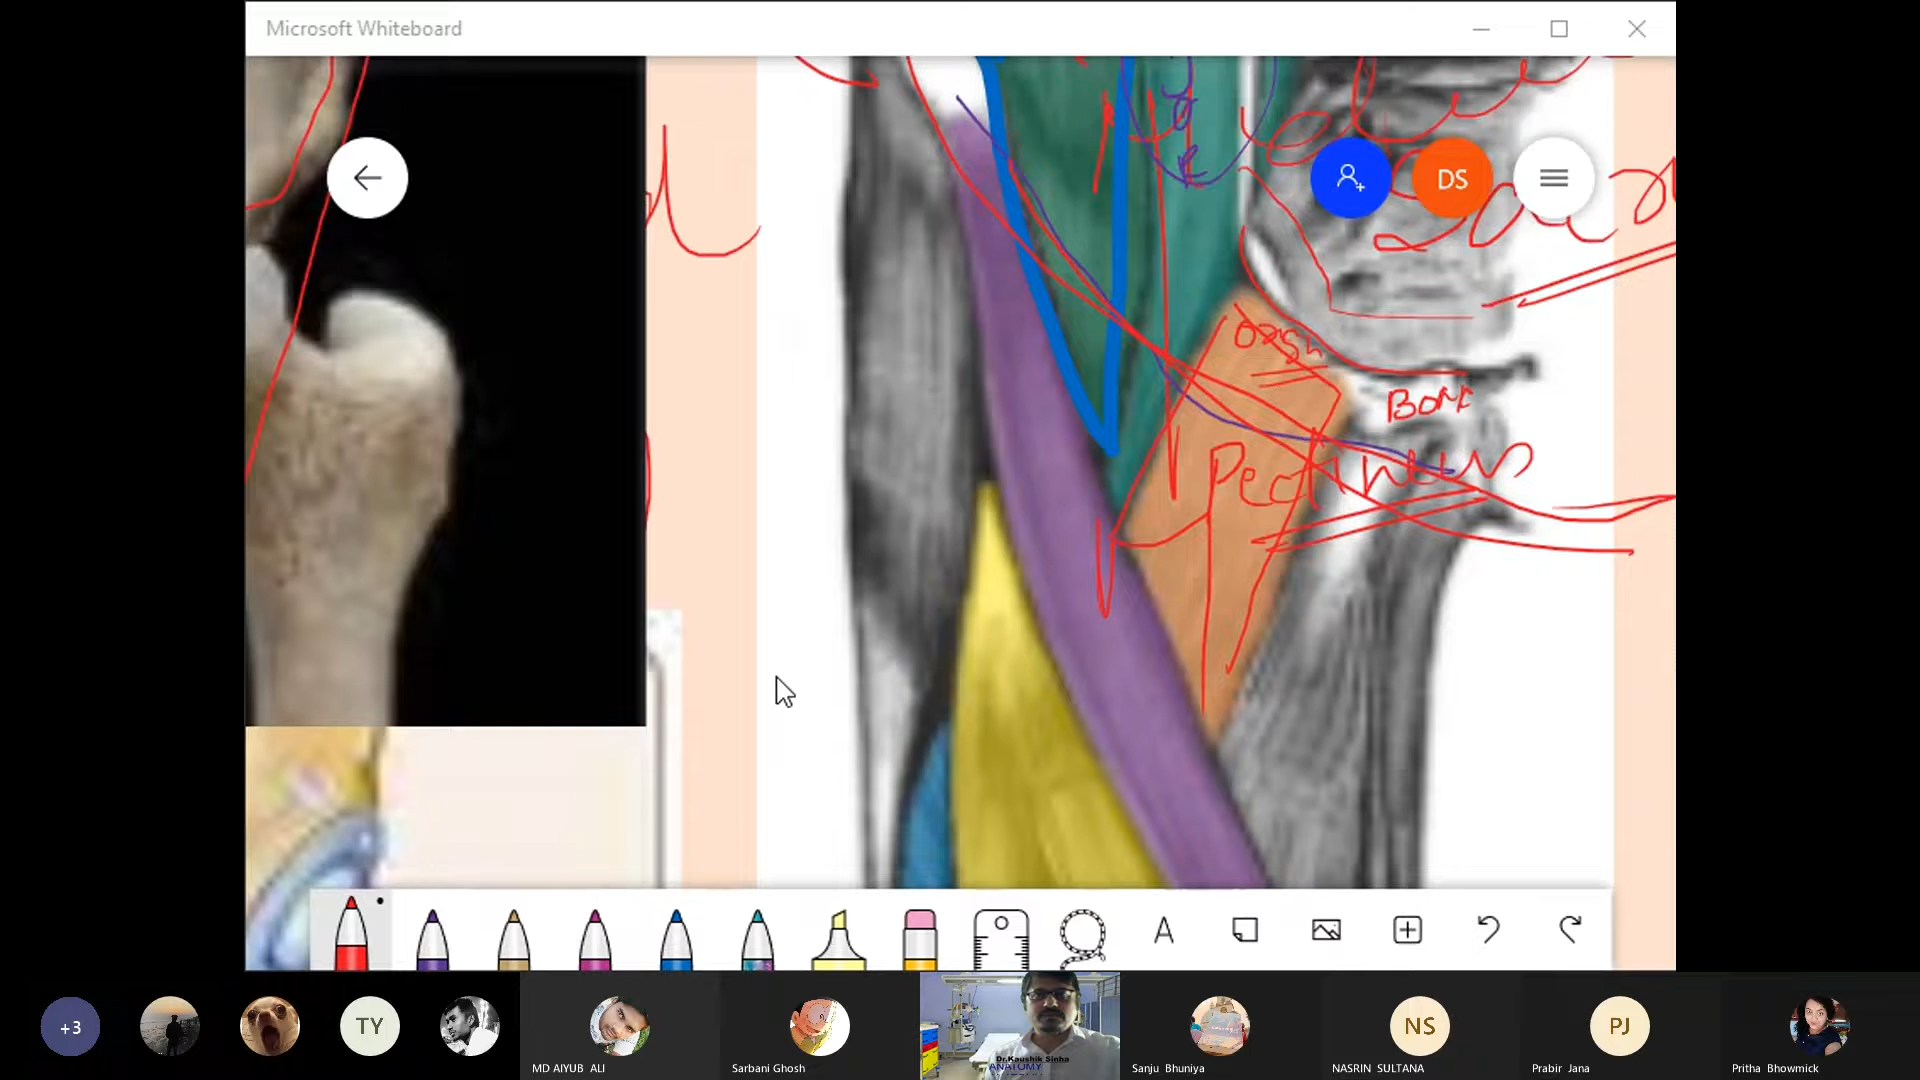 Microsoft Whiteboard
DS
Bone
Pectineus
A
+3
TY
NS
PJ
Dr.Kaushik Sinha
ANATOMY
MD AIYUB ALI
Sarbani Ghosh
Sanju Bhuniya
NASRIN SULTANA
Prabir Jana
Pritha Bhowmick